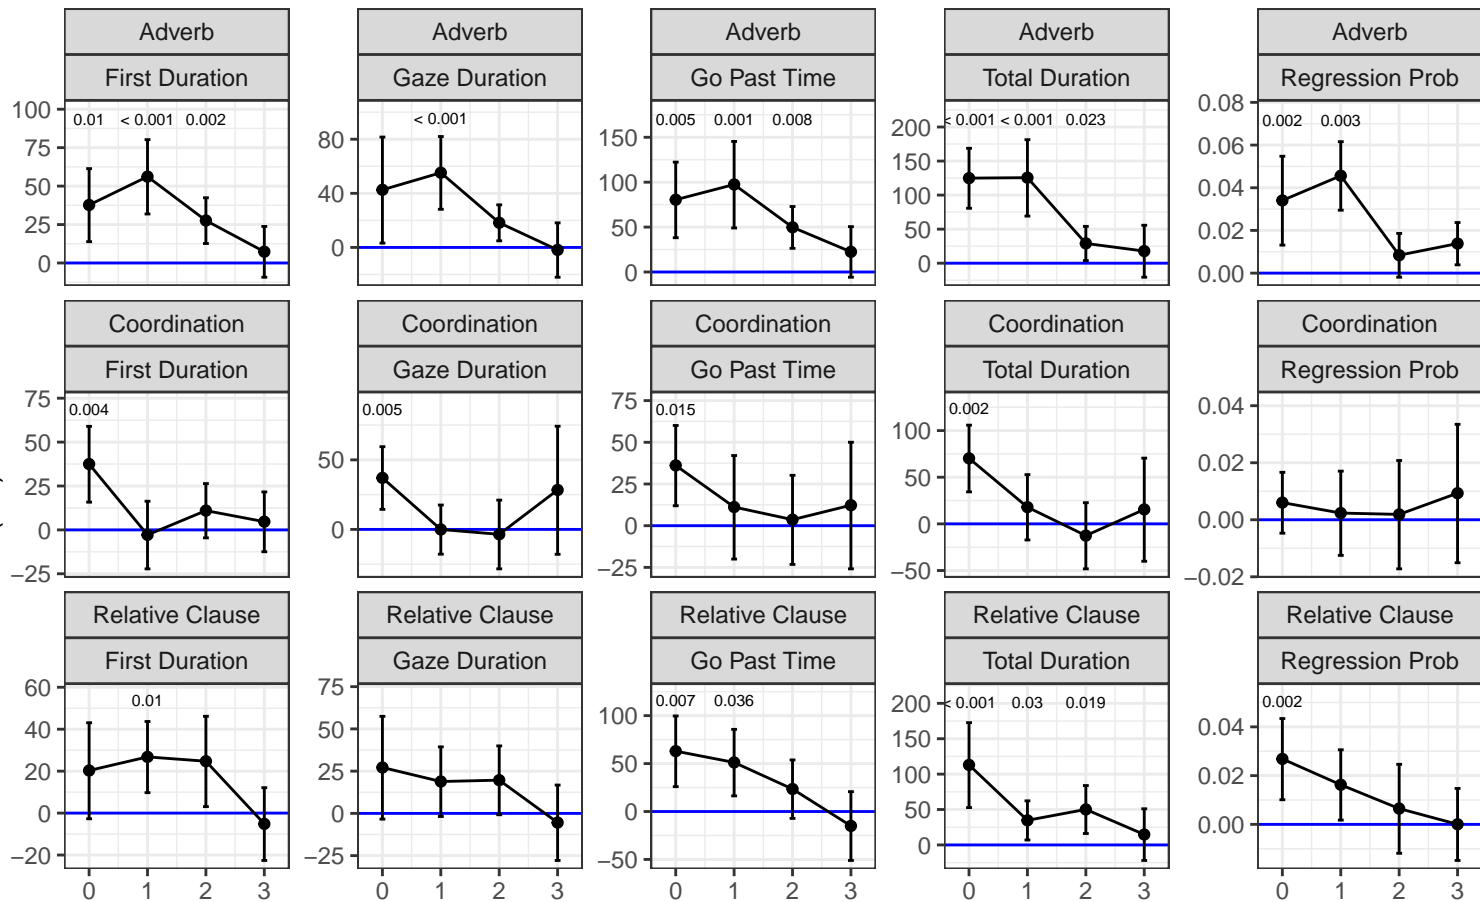 Adverb Adverb Adverb Adverb Adverb
First Duration Gaze Duration Go Past Time Total Duration Regression Prob
100 75 50 25 0
0.01 < 0.001 0.002
80 40 0
< 0.001
150 100 50 0
0.005 0.001 0.008
200 150 100 50 0
< 0.001 < 0.001 0.023
0.08 0.06 0.04 0.02 0.00
0.002 0.003
Coordination Coordination Coordination Coordination Coordination
First Duration Gaze Duration Go Past Time Total Duration Regression Prob
75 50 25 0 −25
0.004
50 0
0.005
75 50 25 0 −25
0.015
100 50 0 −50
0.002
0.04 0.02 0.00 −0.02
Relative Clause Relative Clause Relative Clause Relative Clause Relative Clause
First Duration Gaze Duration Go Past Time Total Duration Regression Prob
60 40 20 0 −20
0.01
75 50 25 0 −25
100 50 0 −50
0.007 0.036
200 150 100 50 0
< 0.001 0.03 0.019
0.04 0.02 0.00
0.002
0 1 2 3 0 1 2 3 0 1 2 3 0 1 2 3 0 1 2 3